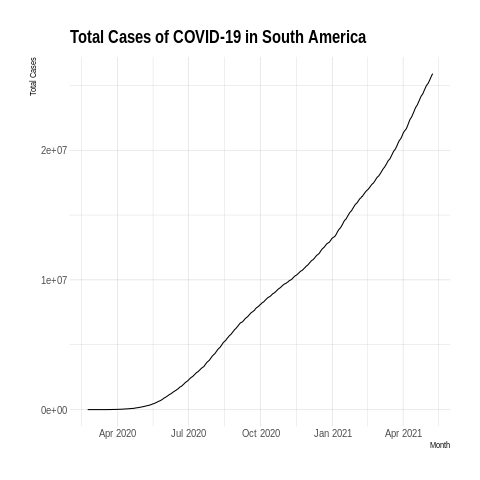 Total Cases of COVID-19 in South America
Total Cases
2e+07
1e+07
0e+00
Apr 2020 Jul 2020 Oct 2020 Jan 2021 Apr 2021
Month